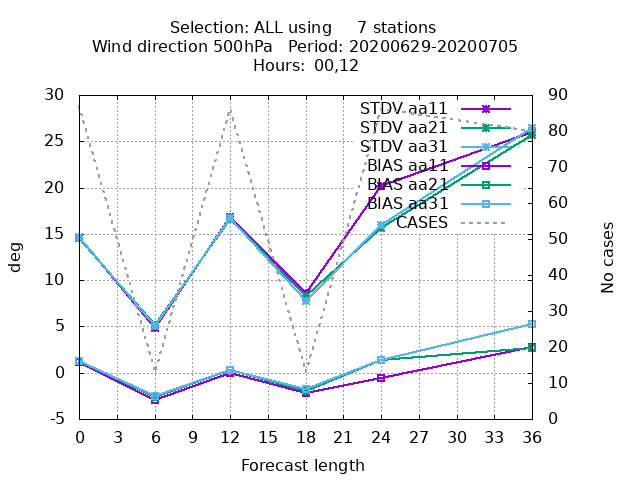 Selection: ALL using     7 stations
Wind direction 500hPa   Period: 20200629-20200705
Hours:  00,12
30
25
20
15
10
5
0
-5
deg
90
80
70
60
50
40
30
20
10
0
No cases
STDV aa11
STDV aa21
STDV aa31
BIAS aa11
BIAS aa21
BIAS aa31
CASES
0 3 6 9 12 15 18 21 24 27 30 33 36
Forecast length